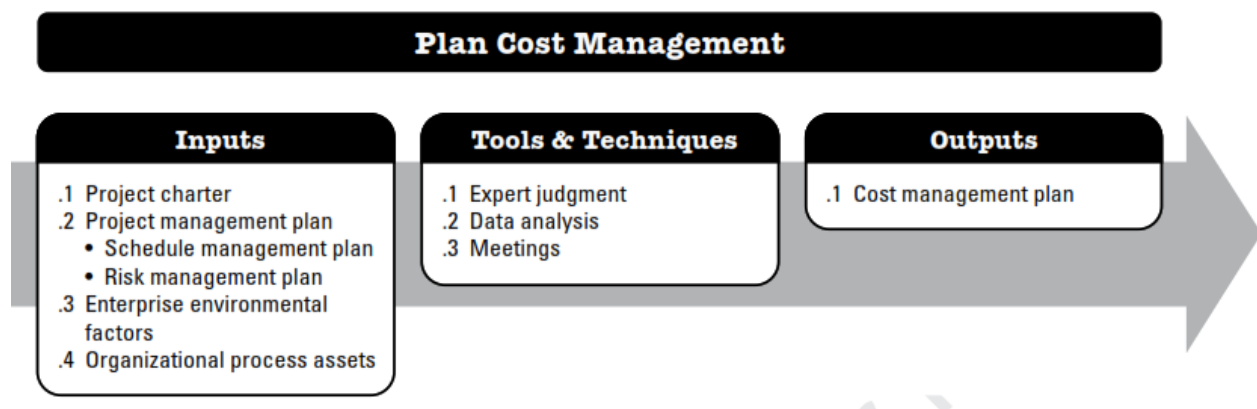 Plan Cost Management
Inputs
.1 Project charter
.2 Project management plan
• Schedule management plan
• Risk management plan
.3 Enterprise environmental
factors
.4 Organizational process assets
Tools & Techniques
.1 Expert judgment
.2 Data analysis
.3 Meetings
Outputs
.1 Cost management plan